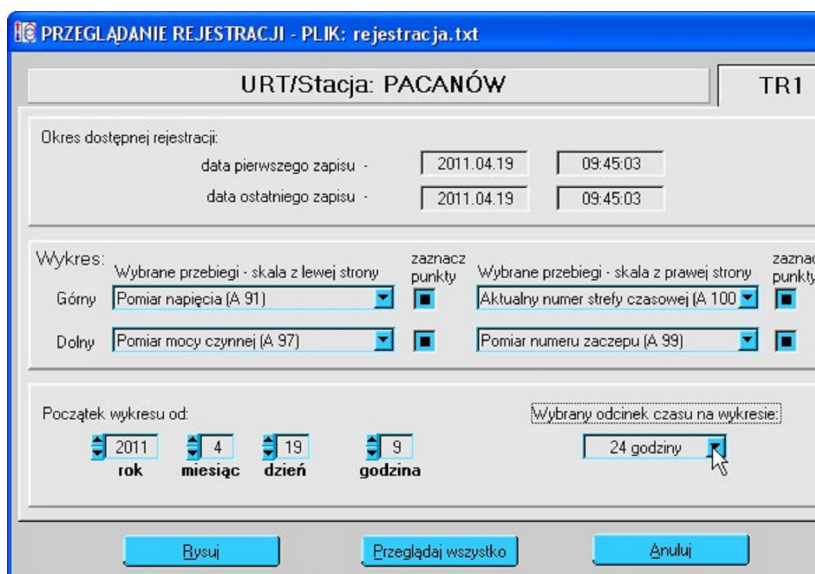 PRZEGLĄDANIE REJESTRACJI - PLIK: rejestracja.txt
URT/Stacja: PACANÓW TR1
Okres dostępnej rejestracji:
data pierwszego zapisu - 2011.04.19 09:45:03
data ostatniego zapisu - 2011.04.19 09:45:03
Wykres: Wybrane przebiegi - skala z lewej strony zaznacz punkty Wybrane przebiegi - skala z prawej strony zaznac punkty
Górny Pomiar napięcia (A 91) Aktualny numer strefy czasowej (A 100
Dolny Pomiar mocy czynnej (A 97) Pomiar numeru zaczepu (A 99)
Początek wykresu od: Wybrany odcinek czasu na wykresie:
2011 4 19 9 24 godziny
rok miesiąc dzień godzina
Rysuj Przeglądaj wszystko Anuluj